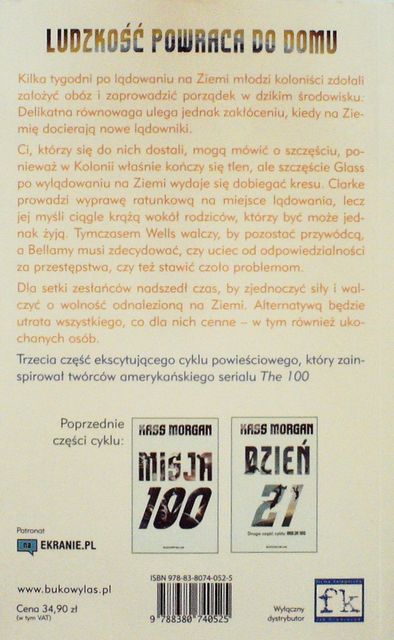 LUDZKOŚĆ POWRACA DO DOMU
Kilka tygodni po lądowaniu na Ziemi młodzi koloniści zdołali
założyć obóz i zaprowadzić porządek w dzikim środowisku.
Delikatna równowaga ulega jednak zakłóceniu, kiedy na Zie-
mię docierają nowe lądowniki.
Ci, którzy się do nich dostali, mogą mówić o szczęściu, po-
nieważ w Kolonii właśnie kończy się tlen, ale szczęście Glass
po wylądowaniu na Ziemi wydaje się dobiegać kresu. Clarke
prowadzi wyprawę ratunkową na miejsce lądowania, lecz
jej myśli ciągle krążą wokół rodziców, którzy być może jed-
nak żyją. Tymczasem Wells walczy, by pozostać przywódcą,
a Bellamy musi zdecydować, czy uciec od odpowiedzialności
za przestępstwa, czy też stawić czoło problemom.
Dla setki zesłańców nadszedł czas, by zjednoczyć siły i wal-
czyć o wolność odnalezioną na Ziemi. Alternatywą będzie
utrata wszystkiego, co dla nich cenne – w tym również uko-
chanych osób.
Trzecia część ekscytującego cyklu powieściowego, który zain-
spirował twórców amerykańskiego serialu The 100
Poprzednie
części cyklu:
KASS MORGAN
MISJA
100
KASS MORGAN
DZIEŃ
21
Druga część cyklu MISJA 100
Patronat
na EKRANIE.PL
www.bukowylas.pl
Cena 34,90 zł
(w tym VAT)
ISBN 978-83-8074-052-5
9 788380 740525
Wyłączny
dystrybutor
fk